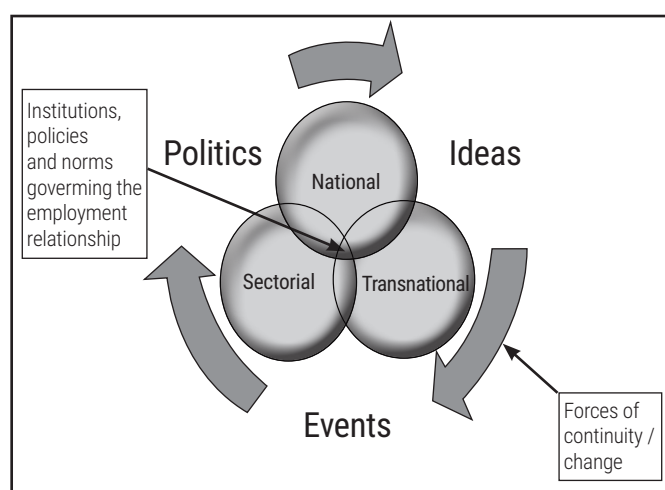 Institutions,
policies
and norms
goverming the
employment
relationship
Politics
Ideas
National
Sectorial
Transnational
Events
Forces of
continuity /
change